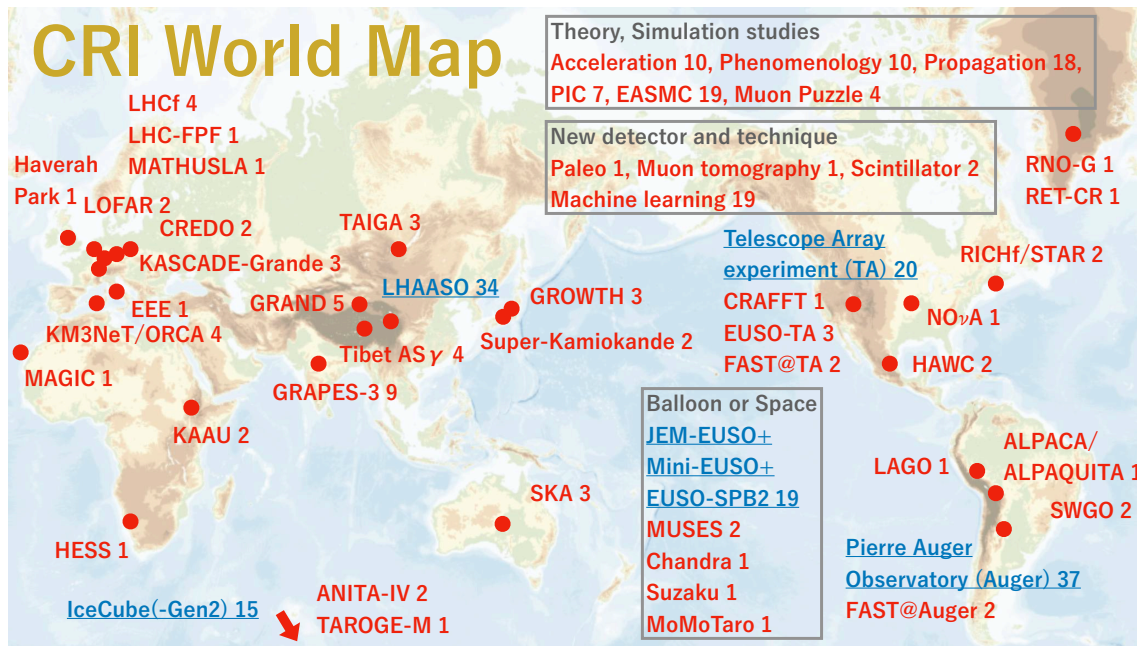 CRI World Map
Theory, Simulation studies
Acceleration 10, Phenomenology 10, Propagation 18,
PIC 7, EASMC 19, Muon Puzzle 4
New detector and technique
Paleo 1, Muon tomography 1, Scintillator 2
Machine learning 19
LHCf 4
LHC-FPF 1
MATHUSLA 1
Haverah
Park 1
LOFAR 2
CREDO 2
KASCADE-Grande 3
EEE 1
KM3NeT/ORCA 4
MAGIC 1
TAIGA 3
LHAASO 34
GRAND 5
Tibet ASγ 4
GRAPES-3 9
GROWTH 3
Super-Kamiokande 2
KAAU 2
HESS 1
SKA 3
IceCube(-Gen2) 15
ANITA-IV 2
TAROGE-M 1
RNO-G 1
RET-CR 1
Telescope Array
experiment (TA) 20
CRAFFT 1
EUSO-TA 3
FAST@TA 2
RICHf/STAR 2
NOνA 1
HAWC 2
Balloon or Space
JEM-EUSO+
Mini-EUSO+
EUSO-SPB2 19
MUSES 2
Chandra 1
Suzaku 1
MoMoTaro 1
LAGO 1
ALPACA/
ALPAQUITA 1
SWGO 2
Pierre Auger
Observatory (Auger) 37
FAST@Auger 2